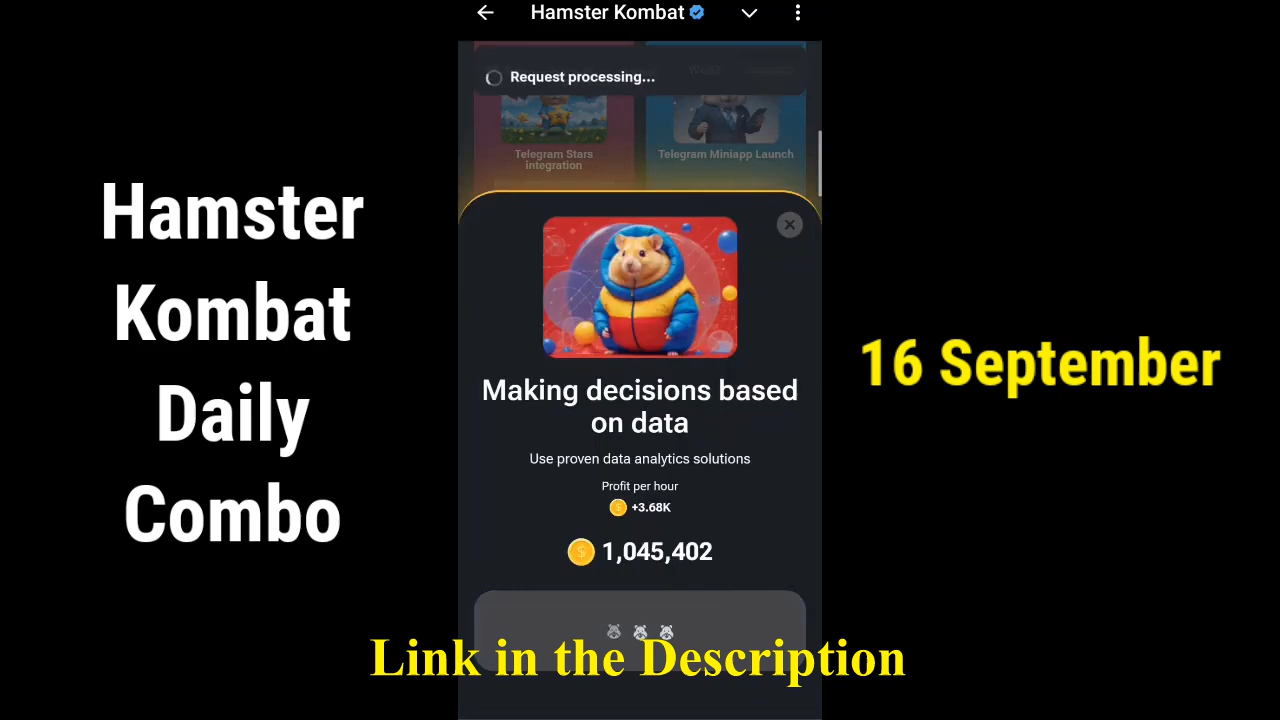 Hamster Kombat
Request processing...
Telegram Stars
integration
Telegram Miniapp Launch
Hamster
Kombat
Daily
Combo
16 September
Making decisions based
on data
Use proven data analytics solutions
Profit per hour
+3.68K
1,045,402
Link in the Description